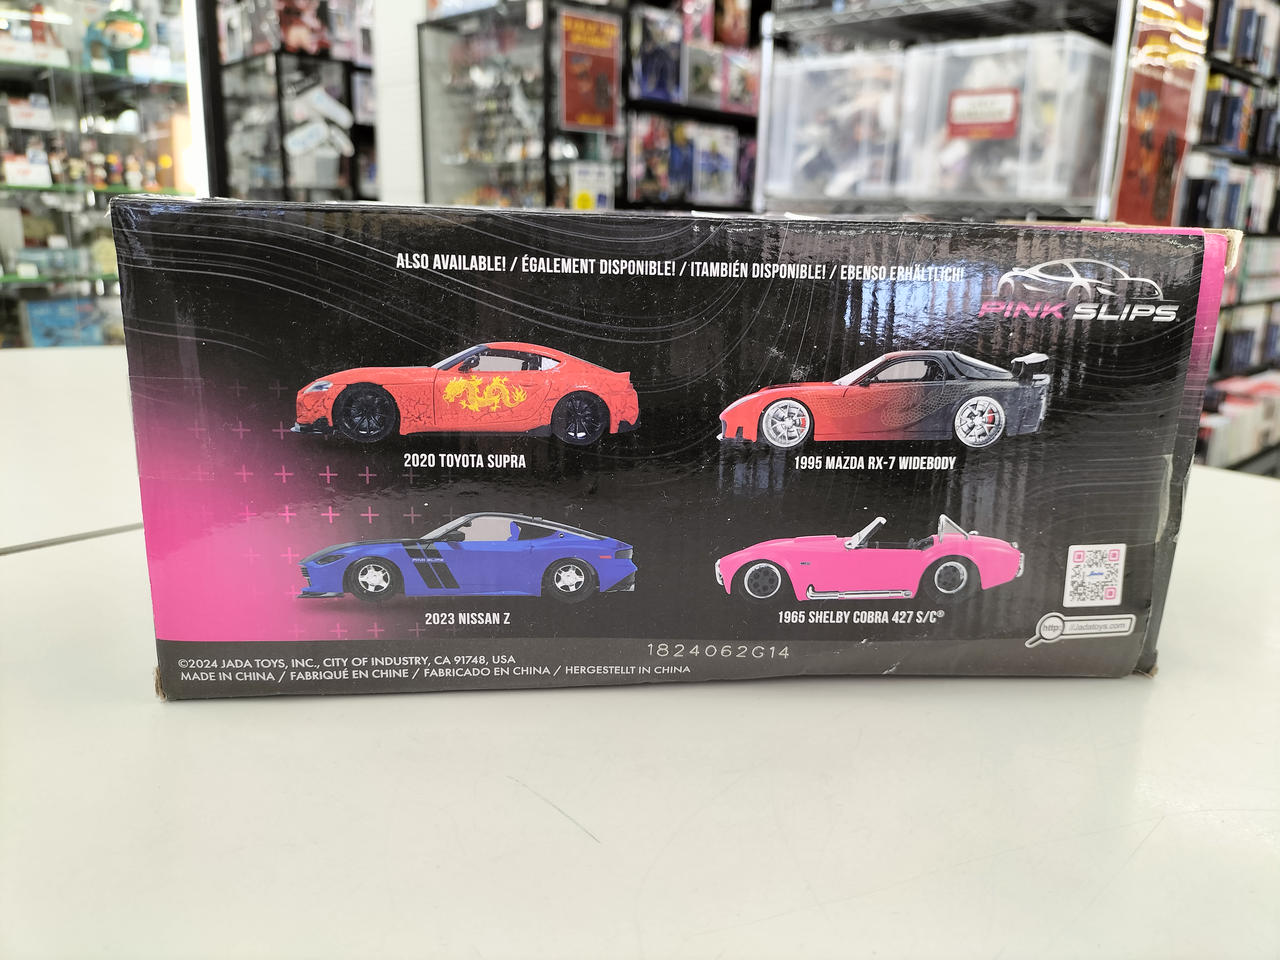 ALSO AVAILABLE! / ÉGALEMENT DISPONIBLE! / ITAMBIÉN DISPONIBLE! / EBENSO ERHÄLTLICH!
PINK SLIPS
2020 TOYOTA SUPRA
1995 MAZDA RX-7 WIDEBODY
2023 NISSAN Z
1965 SHELBY COBRA 427 S/C®
http: //Jadatoys.com
1824062G14
©2024 JADA TOYS, INC., CITY OF INDUSTRY, CA 91748, USA
MADE IN CHINA / FABRIQUÉ EN CHINE / FABRICADO EN CHINA / HERGESTELLT IN CHINA